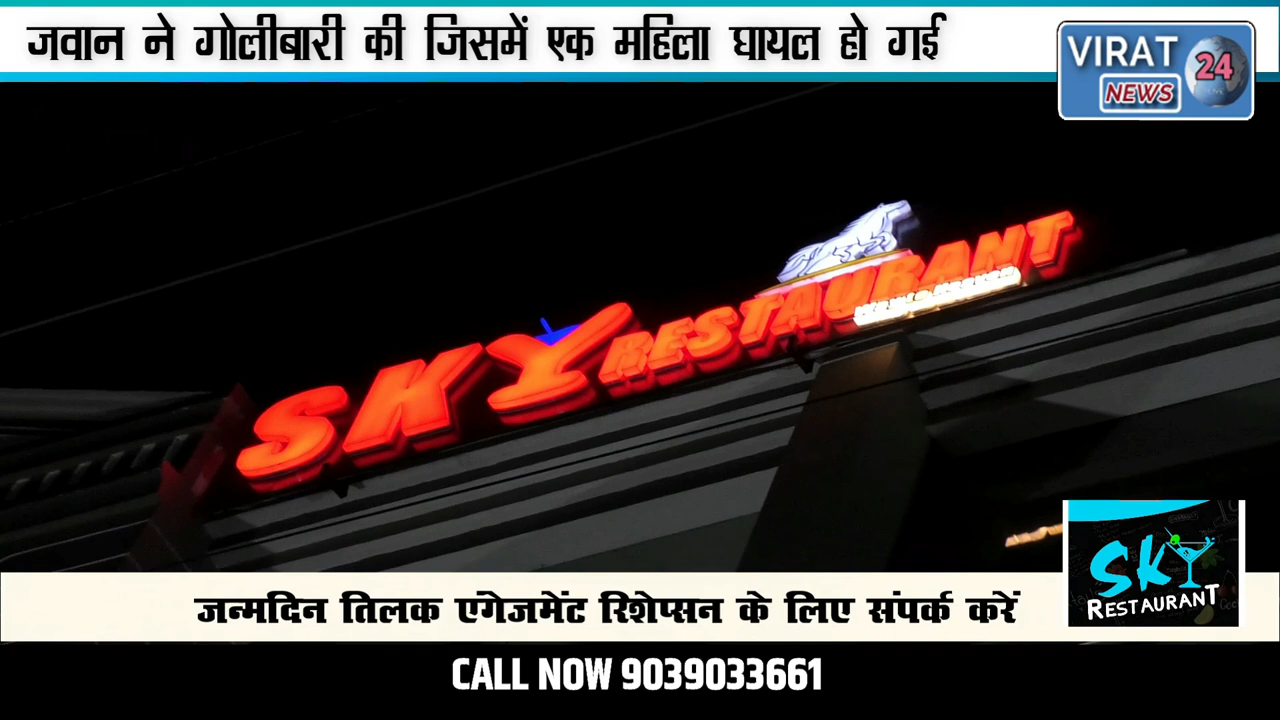 जवान ने गोलीबारी की जिसमें एक महिला घायल हो गई
VIRAT 24
NEWS
SKY RESTAURANT
SKY
RESTAURANT
जन्मदिन तिलक एंगेजमेंट रिशेप्सन के लिए संपर्क करें
CALL NOW 9039033661